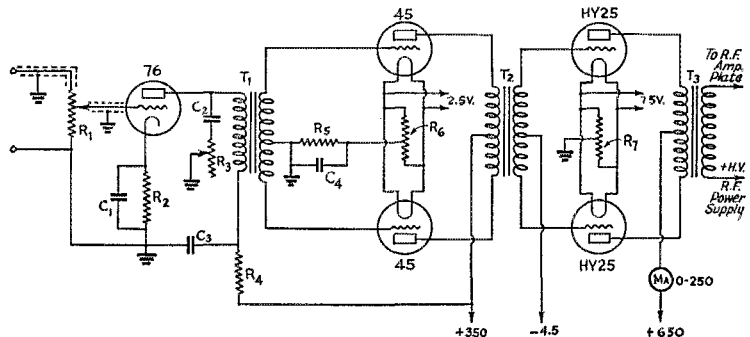 76
T1
45
HY25
T2
T3
To R.F.
Amp.
Plate
C2
R1
R3
R5
C4
R6
2.5V.
R7
7.5V.
+H.V.
R.F.
Power
Supply
C1
R2
C3
R4
45
HY25
MA
0-250
+350
-4.5
+650